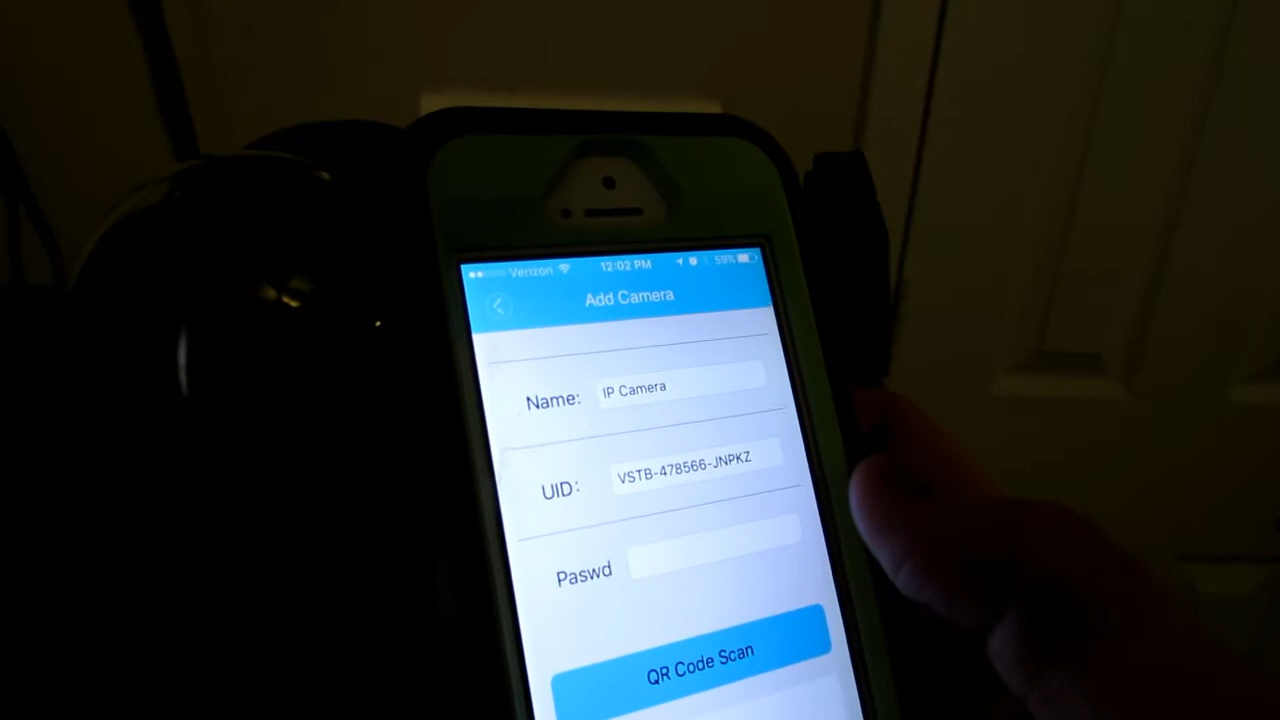 Verizon 12:02 PM 59%
Add Camera
Name: IP Camera
UID: VSTB-478566-JNPKZ
Paswd
QR Code Scan